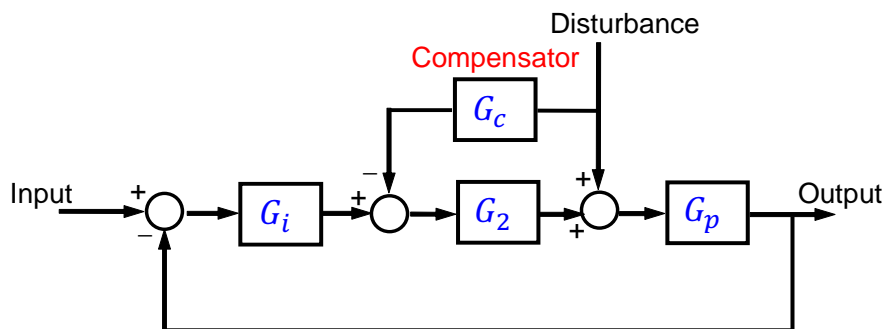 Disturbance
Compensator
G_c
Input
+
−
G_i
−
+
G_2
+
+
G_p
Output